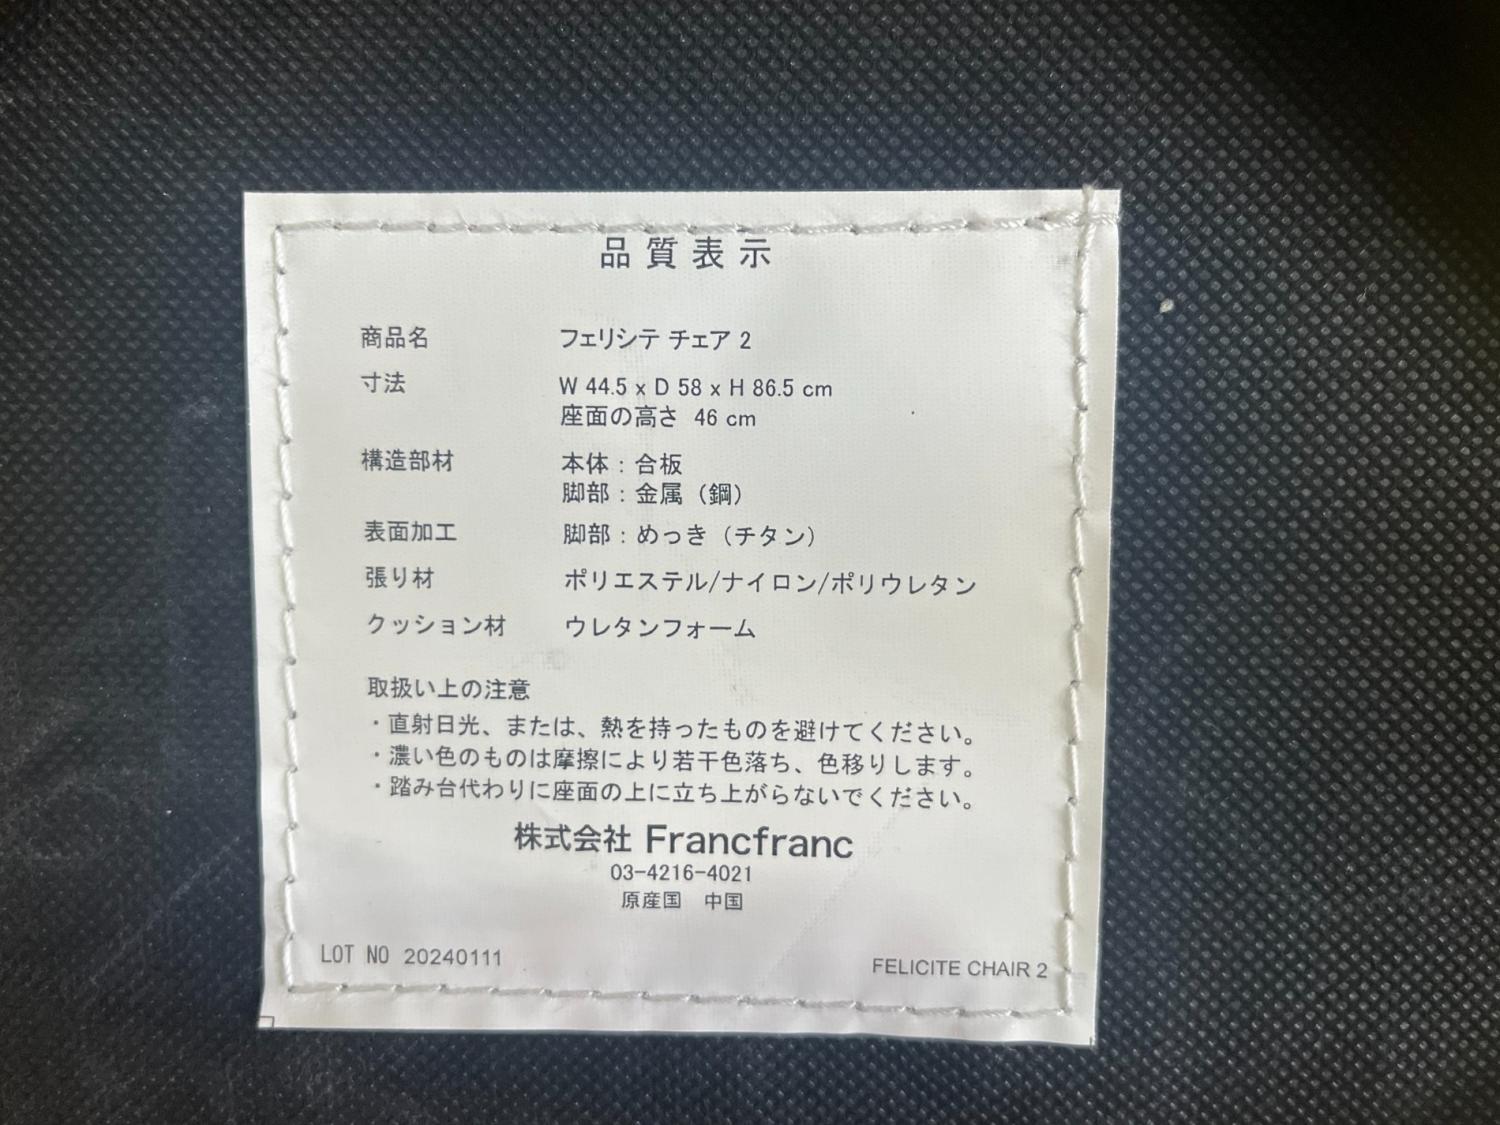 品質表示
商品名 フェリシテ チェア 2
寸法 W 44.5 x D 58 x H 86.5 cm
座面の高さ 46 cm
構造部材 本体：合板
脚部：金属（鋼）
表面加工 脚部：めっき（チタン）
張り材 ポリエステル/ナイロン/ポリウレタン
クッション材 ウレタンフォーム
取扱い上の注意
・直射日光、または、熱を持ったものを避けてください。
・濃い色のものは摩擦により若干色落ち、色移りします。
・踏み台代わりに座面の上に立ち上がらないでください。
株式会社 Francfranc
03-4216-4021
原産国 中国
LOT NO 20240111 FELICITE CHAIR 2